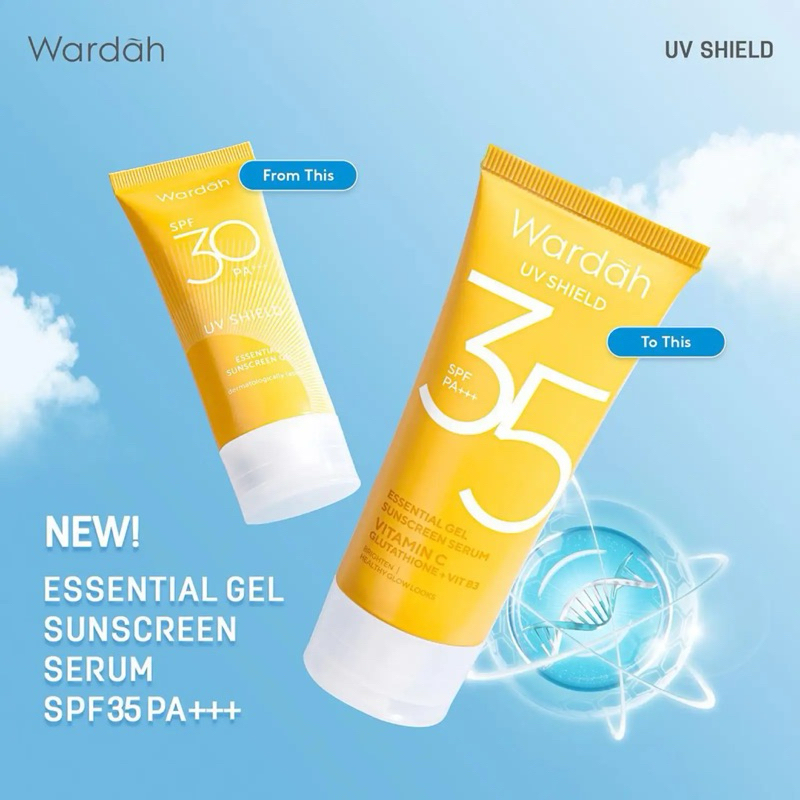 Wardah
UV SHIELD
From This
Wardah
SPF
30
PA+++
UV SHIELD
ESSENTIAL
SUNSCREEN GEL
dermatologically
Wardah
UV SHIELD
35
SPF
PA+++
To This
ESSENTIAL GEL
SUNSCREEN SERUM
VITAMIN C
GLUTATHIONE + VIT B3
BRIGHTEN |
HEALTHY GLOW LOOKS
NEW!
ESSENTIAL GEL
SUNSCREEN
SERUM
SPF35 PA+++